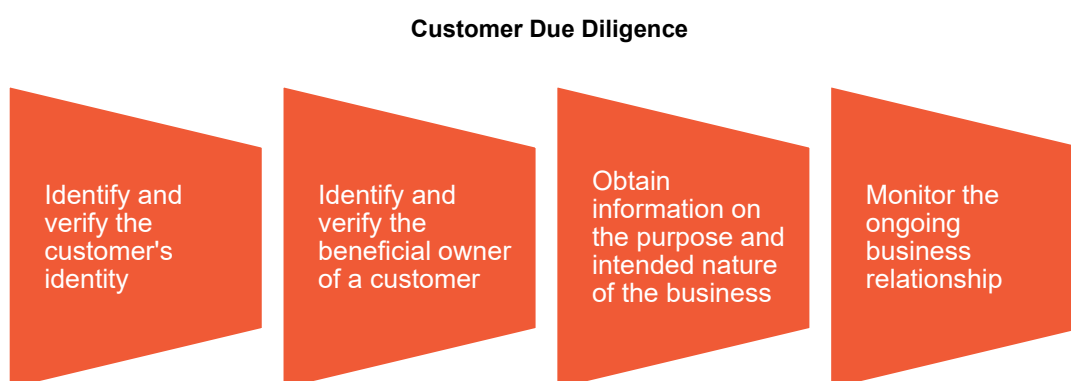 Customer Due Diligence
Identify and
verify the
customer's
identity
Identify and
verify the
beneficial owner
of a customer
Obtain
information on
the purpose and
intended nature
of the business
Monitor the
ongoing
business
relationship